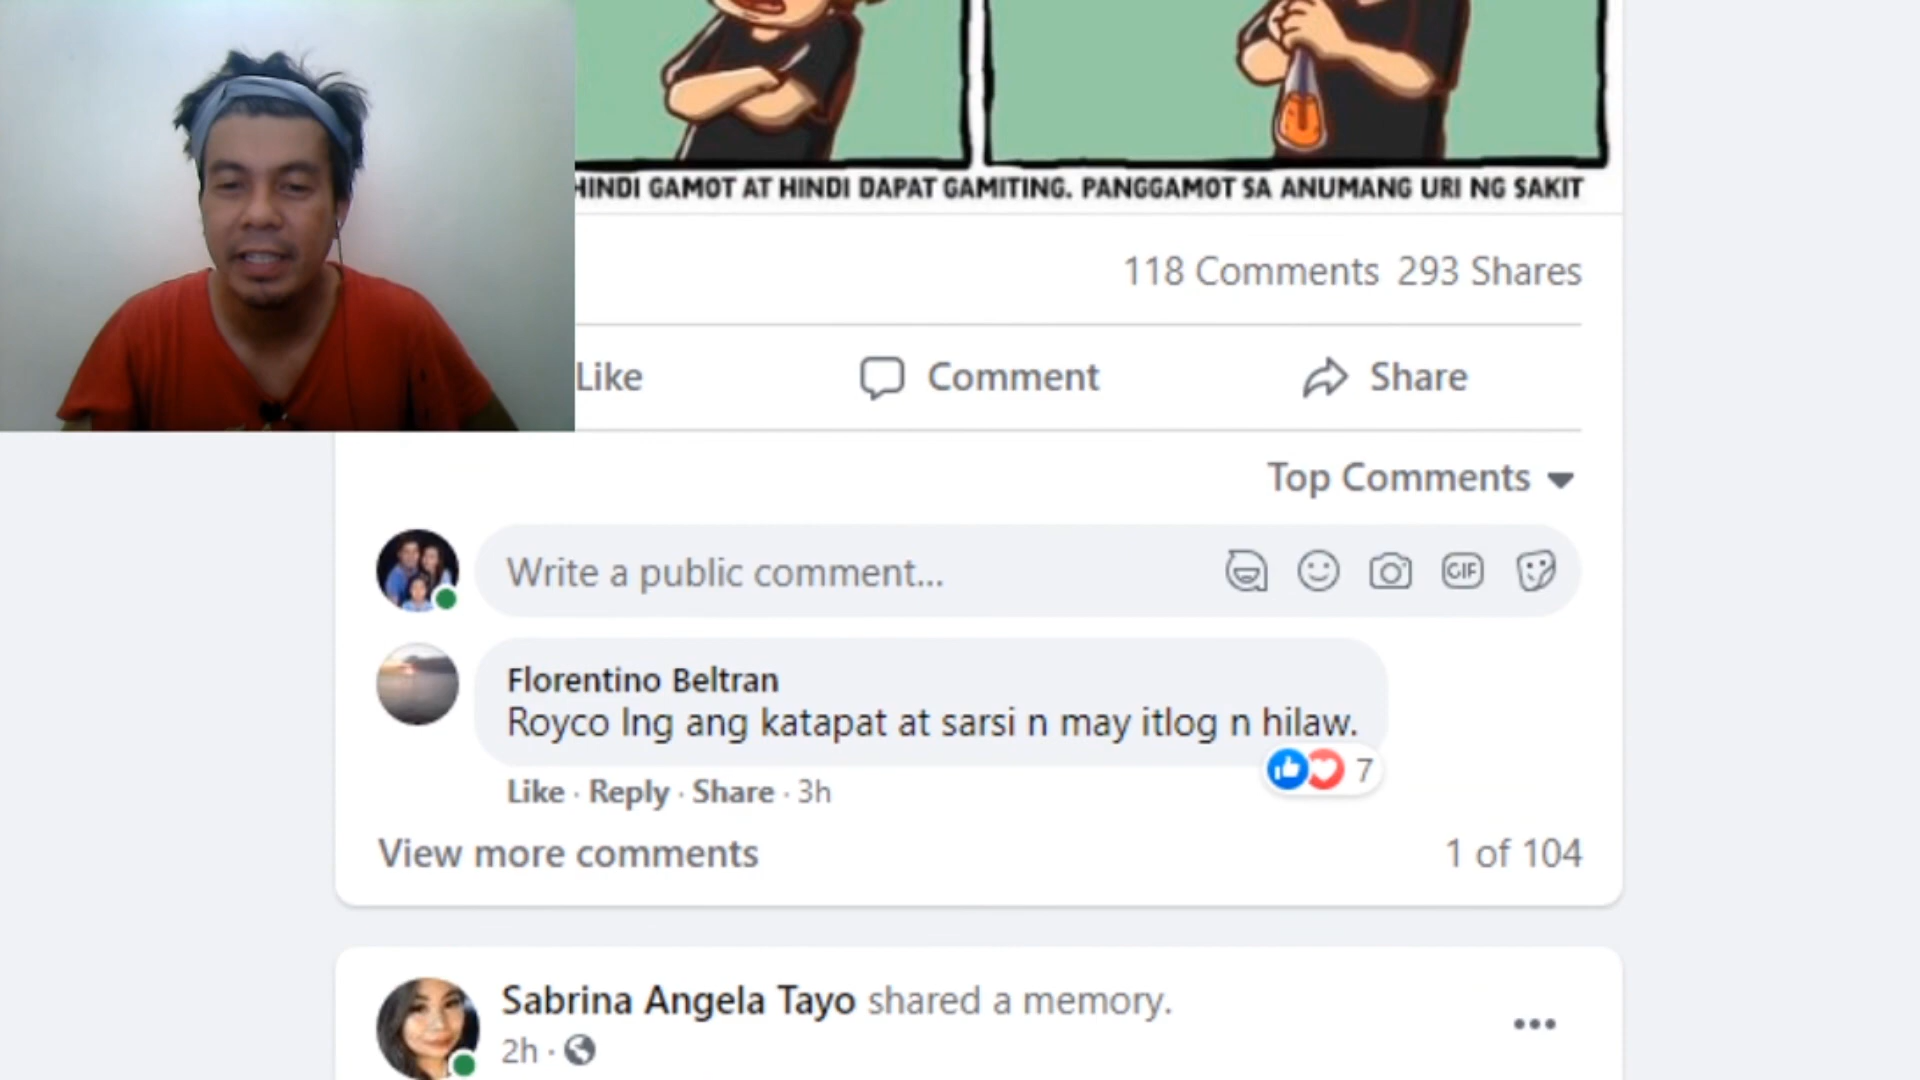 HINDI GAMOT AT HINDI DAPAT GAMITING. PANGGAMOT SA ANUMANG URI NG SAKIT
118 Comments 293 Shares
Like Comment Share
Top Comments
Write a public comment...
GIF
Florentino Beltran
Royco lng ang katapat at sarsi n may itlog n hilaw.
7
Like · Reply · Share · 3h
View more comments 1 of 104
Sabrina Angela Tayo shared a memory.
2h ·